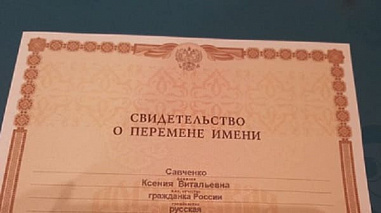 СВИДЕТЕЛЬСТВО
О ПЕРЕМЕНЕ ИМЕНИ
Савченко
Ксения Витальевна
гражданка России
русская